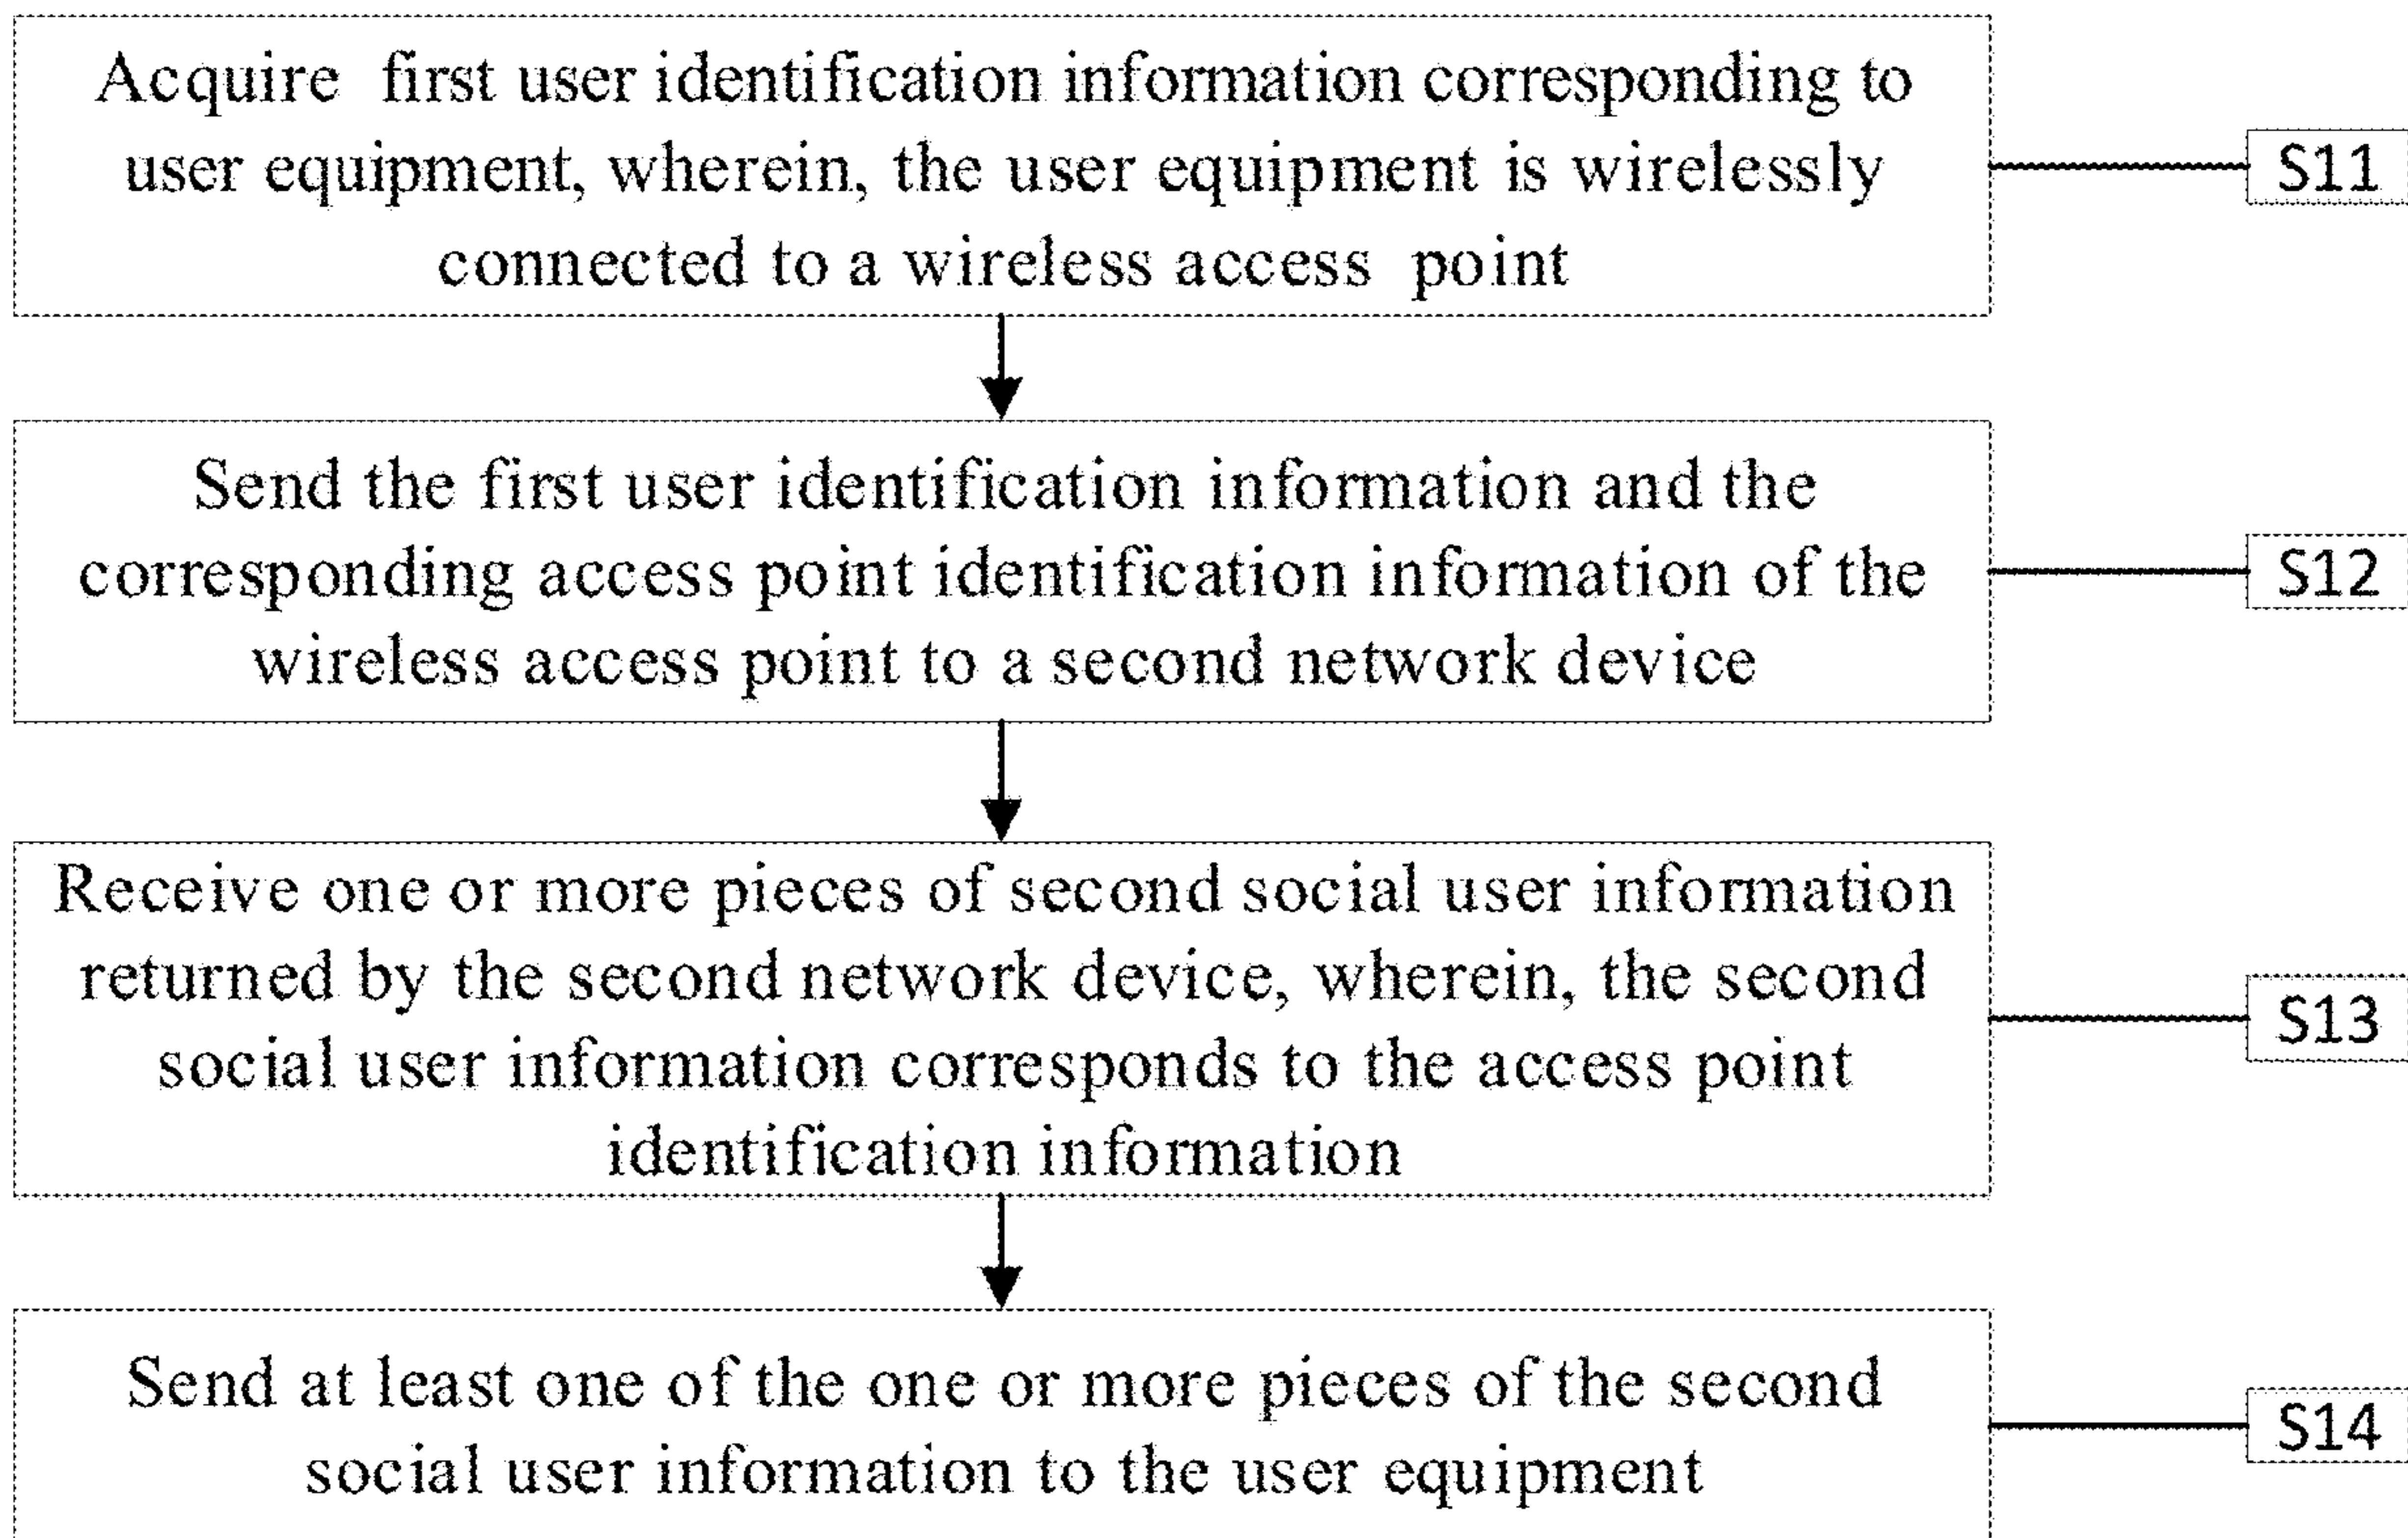 Acquire first user identification information corresponding to
user equipment, wherein, the user equipment is wirelessly
connected to a wireless access point
S11
Send the first user identification information and the
corresponding access point identification information of the
wireless access point to a second network device
S12
Receive one or more pieces of second social user information
returned by the second network device, wherein, the second
social user information corresponds to the access point
identification information
S13
Send at least one of the one or more pieces of the second
social user information to the user equipment
S14